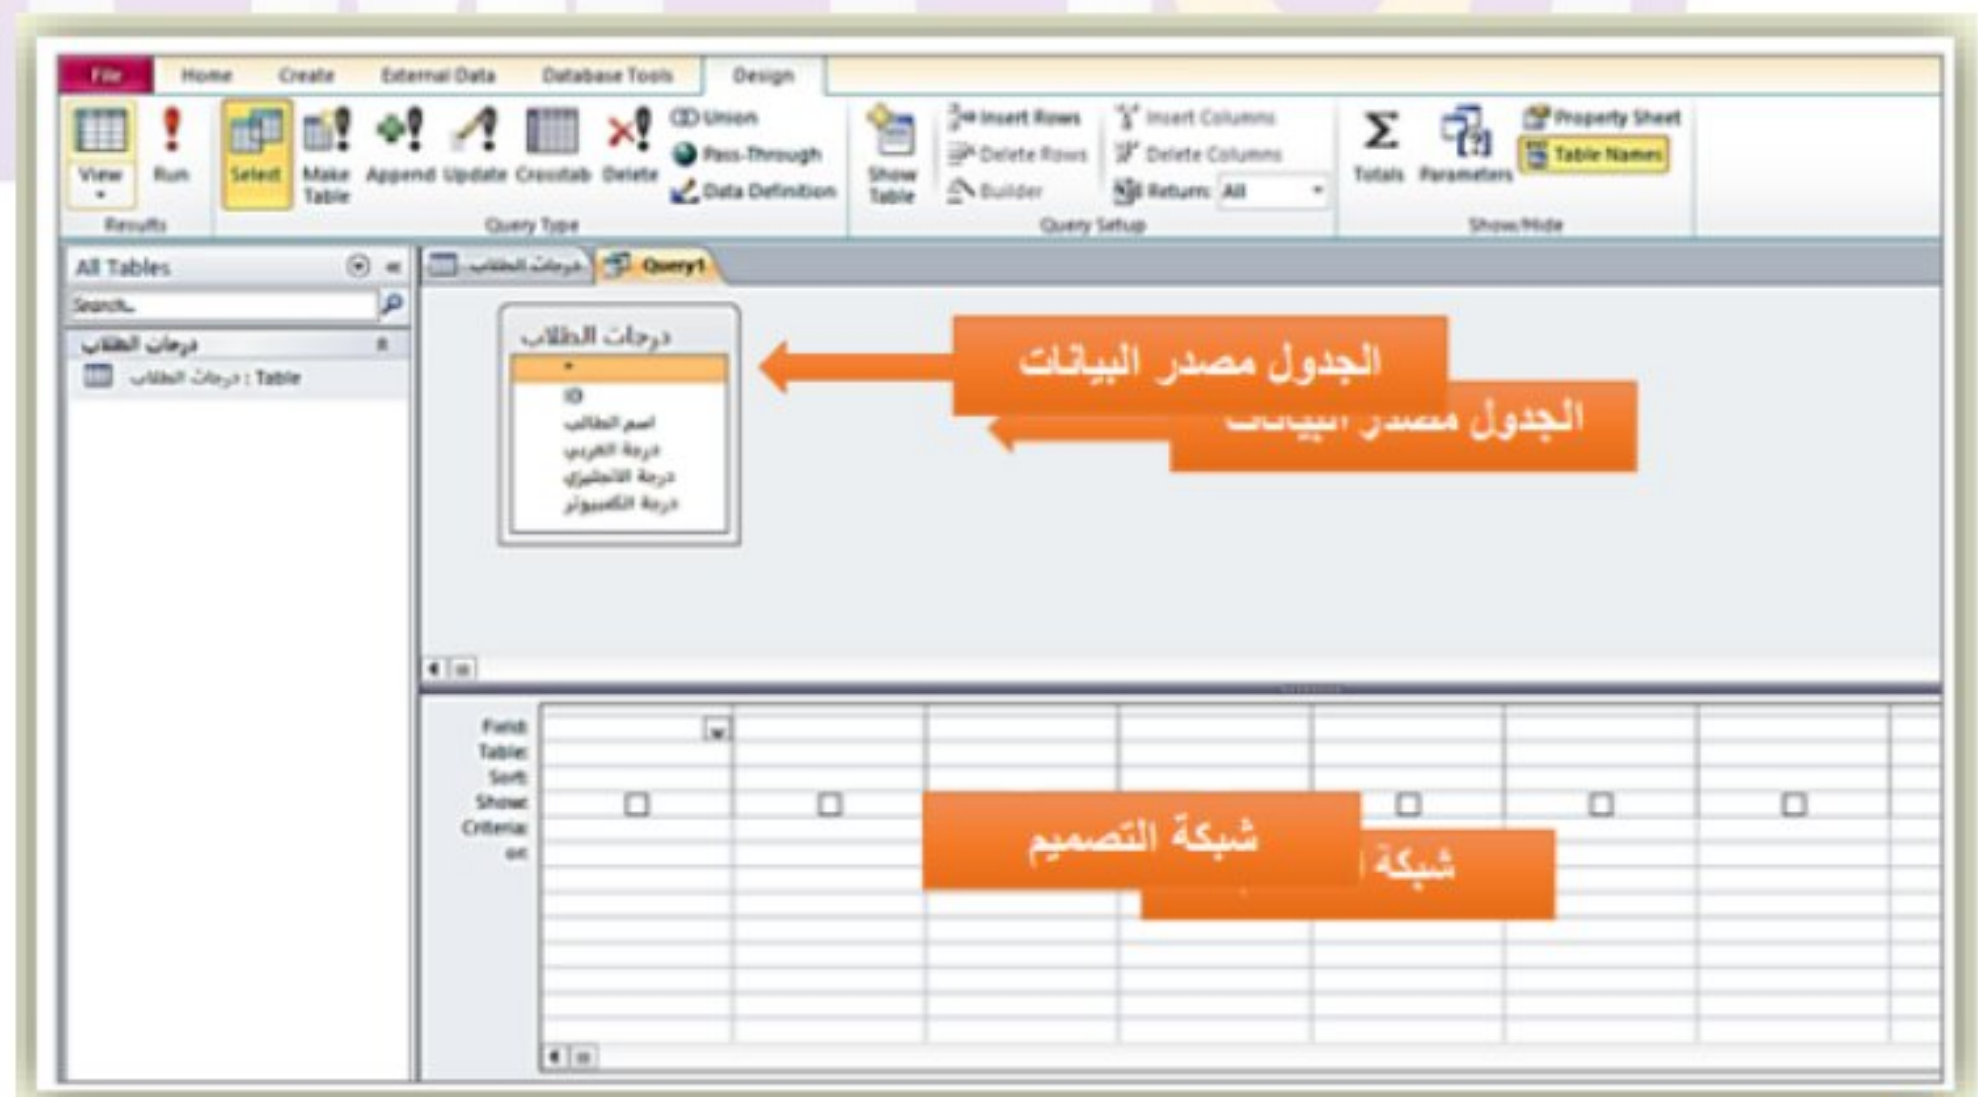 File Home Create External Data Database Tools Design
View Run Select Make Table Append Update Crosstab Delete Union Pass-Through Data Definition Show Table Insert Rows Delete Rows Builder Insert Columns Delete Columns Return: All Totals Parameters Property Sheet Table Names
Results Query Type Query Setup Show/Hide
All Tables درجات الطلاب Query1
Search...
درجات الطلاب
درجات الطلاب : Table
درجات الطلاب
*
ID
اسم الطالب
درجة العربي
درجة الانجليزي
درجة الكمبيوتر
الجدول مصدر البيانات
الجدول مصدر البيانات
Field:
Table:
Sort:
Show:
Criteria:
or:
شبكة التصميم
شبكة